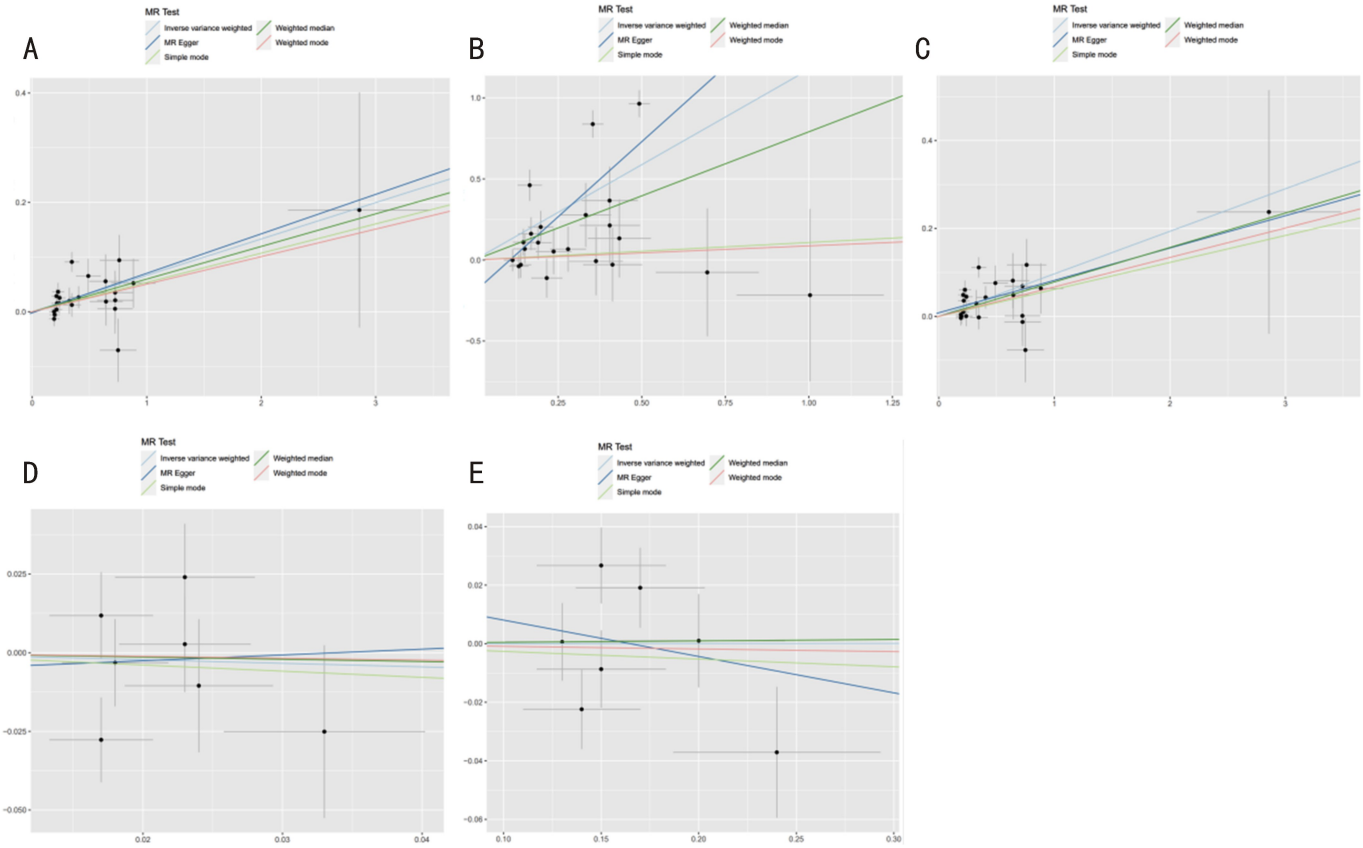 A
MR Test
Inverse variance weighted
Weighted median
MR Egger
Weighted mode
Simple mode
0.4
0.2
0.0
0
1
2
3
B
MR Test
Inverse variance weighted
Weighted median
MR Egger
Weighted mode
Simple mode
1.0
0.5
0.0
−0.5
0.25
0.50
0.75
1.00
1.25
C
MR Test
Inverse variance weighted
Weighted median
MR Egger
Weighted mode
Simple mode
0.4
0.2
0.0
0
1
2
3
D
MR Test
Inverse variance weighted
Weighted median
MR Egger
Weighted mode
Simple mode
0.025
0.000
−0.025
−0.050
0.02
0.03
0.04
E
MR Test
Inverse variance weighted
Weighted median
MR Egger
Weighted mode
Simple mode
0.04
0.02
0.00
−0.02
−0.04
−0.06
0.10
0.15
0.20
0.25
0.30